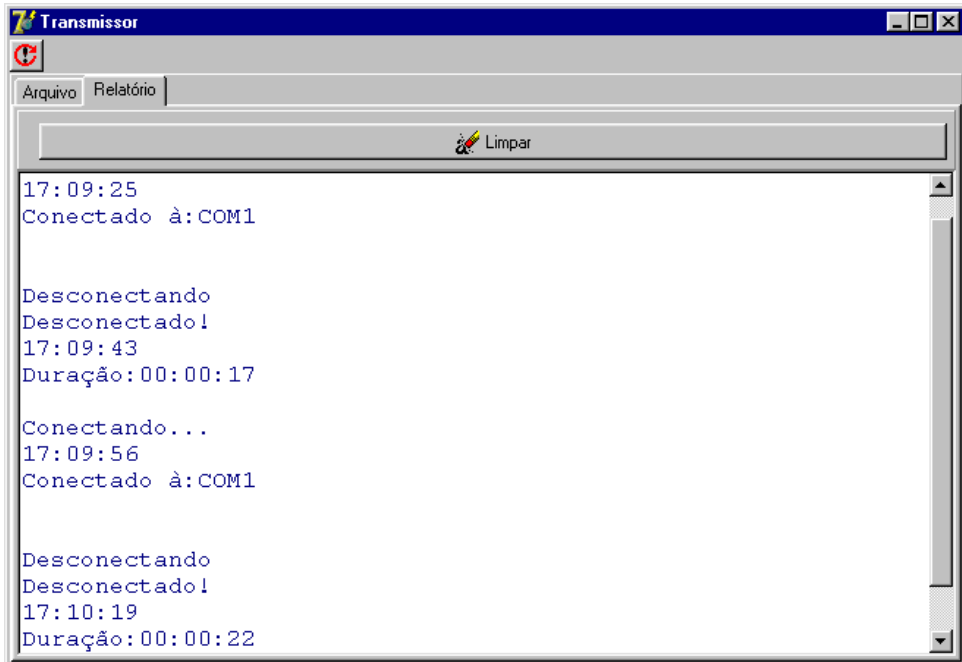 Transmissor
Arquivo Relatório
Limpar
17:09:25
Conectado à:COM1
Desconectando
Desconectado!
17:09:43
Duração:00:00:17
Conectando...
17:09:56
Conectado à:COM1
Desconectando
Desconectado!
17:10:19
Duração:00:00:22